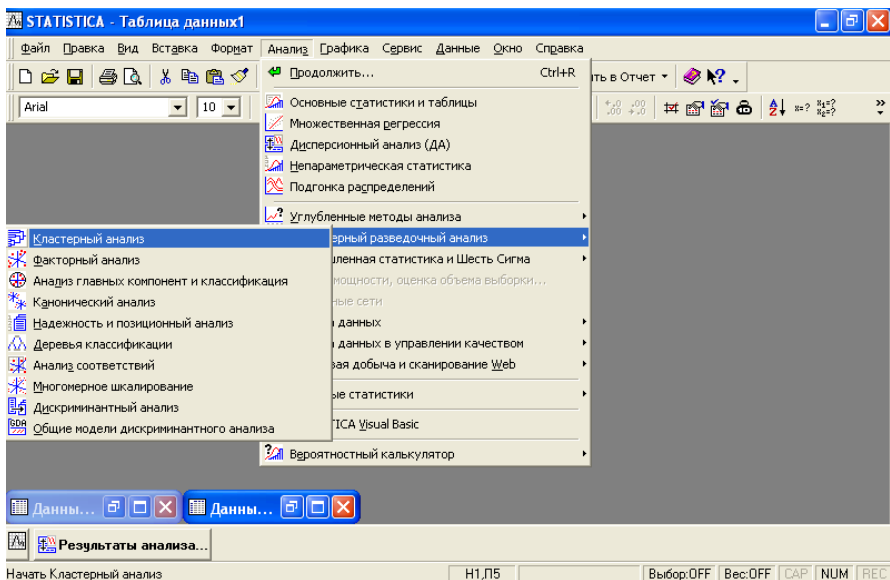 STATISTICA - Таблица данных1
Файл Правка Вид Вставка Формат Анализ Графика Сервис Данные Окно Справка
Продолжить... Ctrl+R
ть в Отчет
Arial 10
Основные статистики и таблицы
Множественная регрессия
Дисперсионный анализ (ДА)
Непараметрическая статистика
Подгонка распределений
Углубленные методы анализа
ерный разведочный анализ
ленная статистика и Шесть Сигма
мощности, оценка объема выборки...
ные сети
данных
данных в управлении качеством
вая добыча и сканирование Web
ые статистики
ICA Visual Basic
Вероятностный калькулятор
Кластерный анализ
Факторный анализ
Анализ главных компонент и классификация
Канонический анализ
Надежность и позиционный анализ
Деревья классификации
Анализ соответствий
Многомерное шкалирование
Дискриминантный анализ
Общие модели дискриминантного анализа
Данны... Данны...
Результаты анализа...
Начать Кластерный анализ Н1,П5 Выбор:OFF Вес:OFF CAP NUM REC